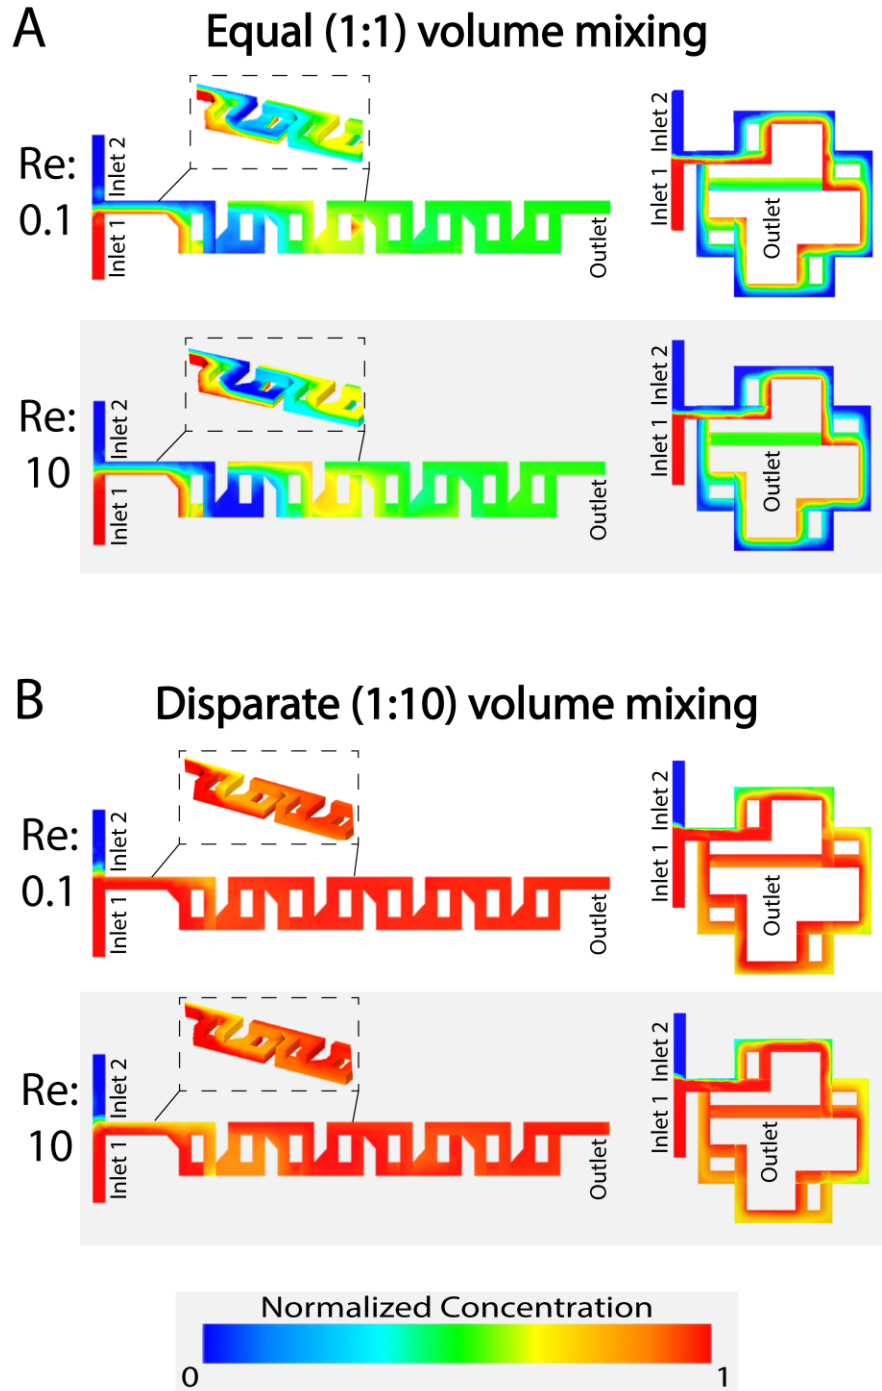 A
Equal (1:1) volume mixing
Re:
0.1
Inlet 2
Inlet 1
Outlet
Inlet 2
Inlet 1
Outlet
Re:
10
Inlet 2
Inlet 1
Outlet
Inlet 2
Inlet 1
Outlet
B
Disparate (1:10) volume mixing
Re:
0.1
Inlet 2
Inlet 1
Outlet
Inlet 2
Inlet 1
Outlet
Re:
10
Inlet 2
Inlet 1
Outlet
Inlet 2
Inlet 1
Outlet
Normalized Concentration
0
1